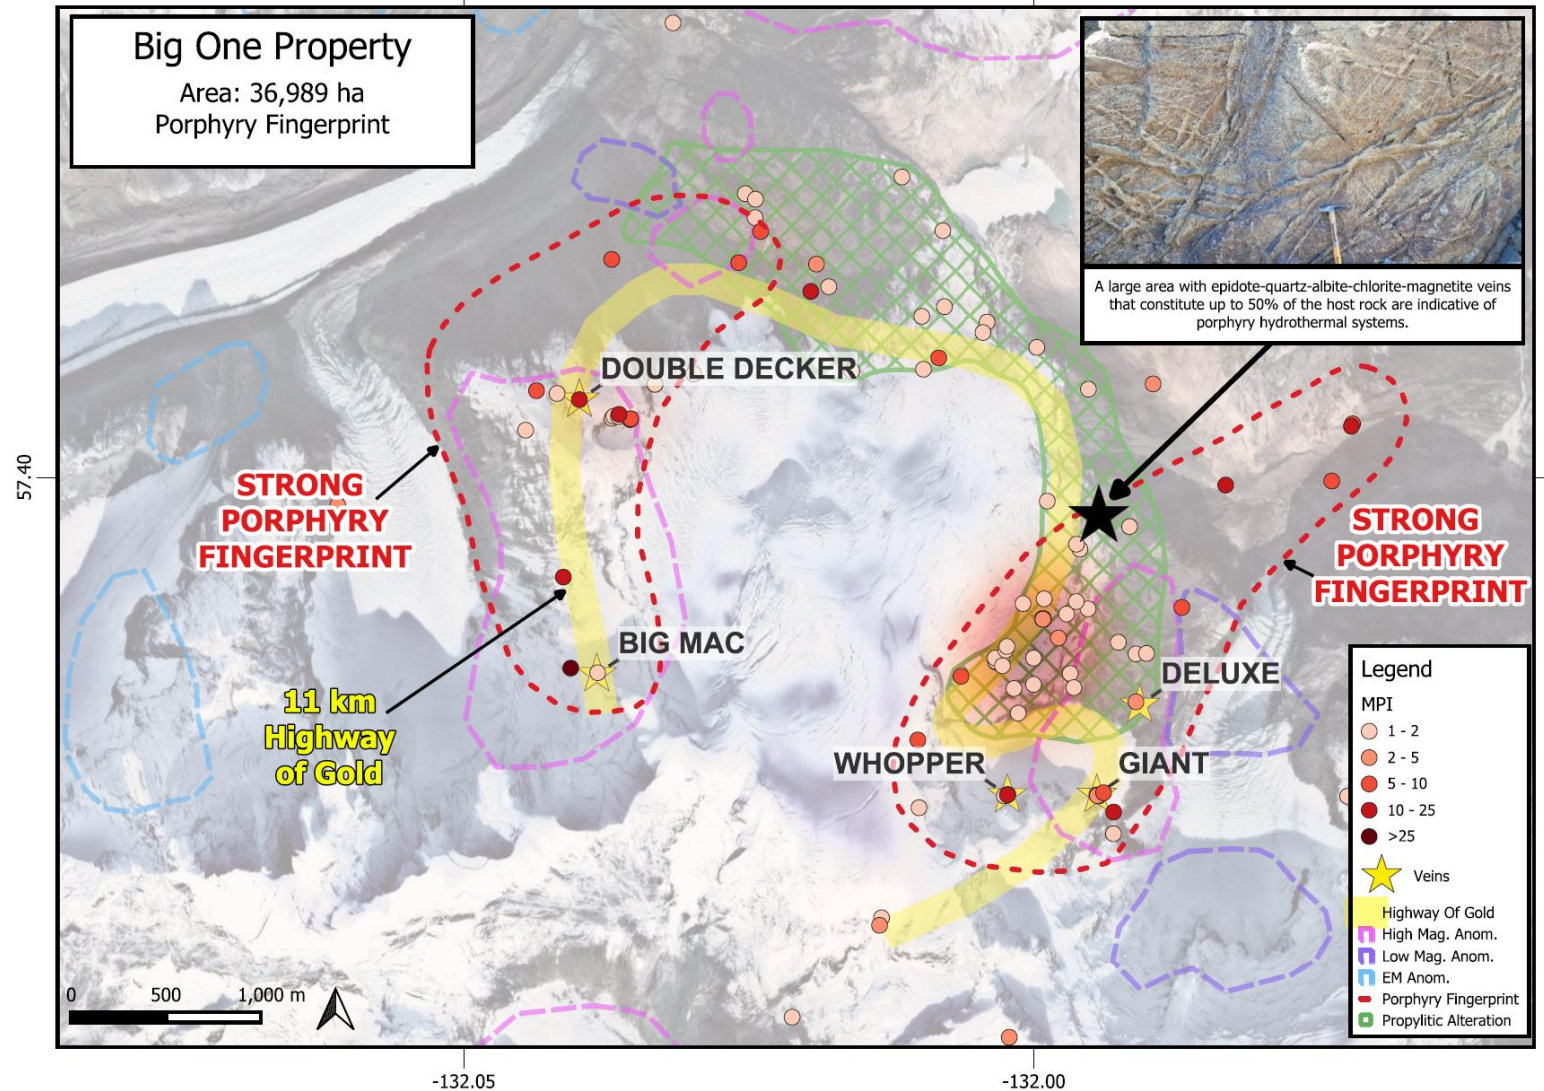 Big One Property
Area: 36,989 ha
Porphyry Fingerprint
A large area with epidote-quartz-albite-chlorite-magnetite veins
that constitute up to 50% of the host rock are indicative of
porphyry hydrothermal systems.
DOUBLE DECKER
57.40
STRONG
PORPHYRY
FINGERPRINT
STRONG
PORPHYRY
FINGERPRINT
BIG MAC
DELUXE
11 km
Highway
of Gold
WHOPPER
GIANT
Legend
MPI
1 - 2
2 - 5
5 - 10
10 - 25
>25
Veins
Highway Of Gold
High Mag. Anom.
Low Mag. Anom.
EM Anom.
Porphyry Fingerprint
Propylitic Alteration
0 500 1,000 m
-132.05
-132.00